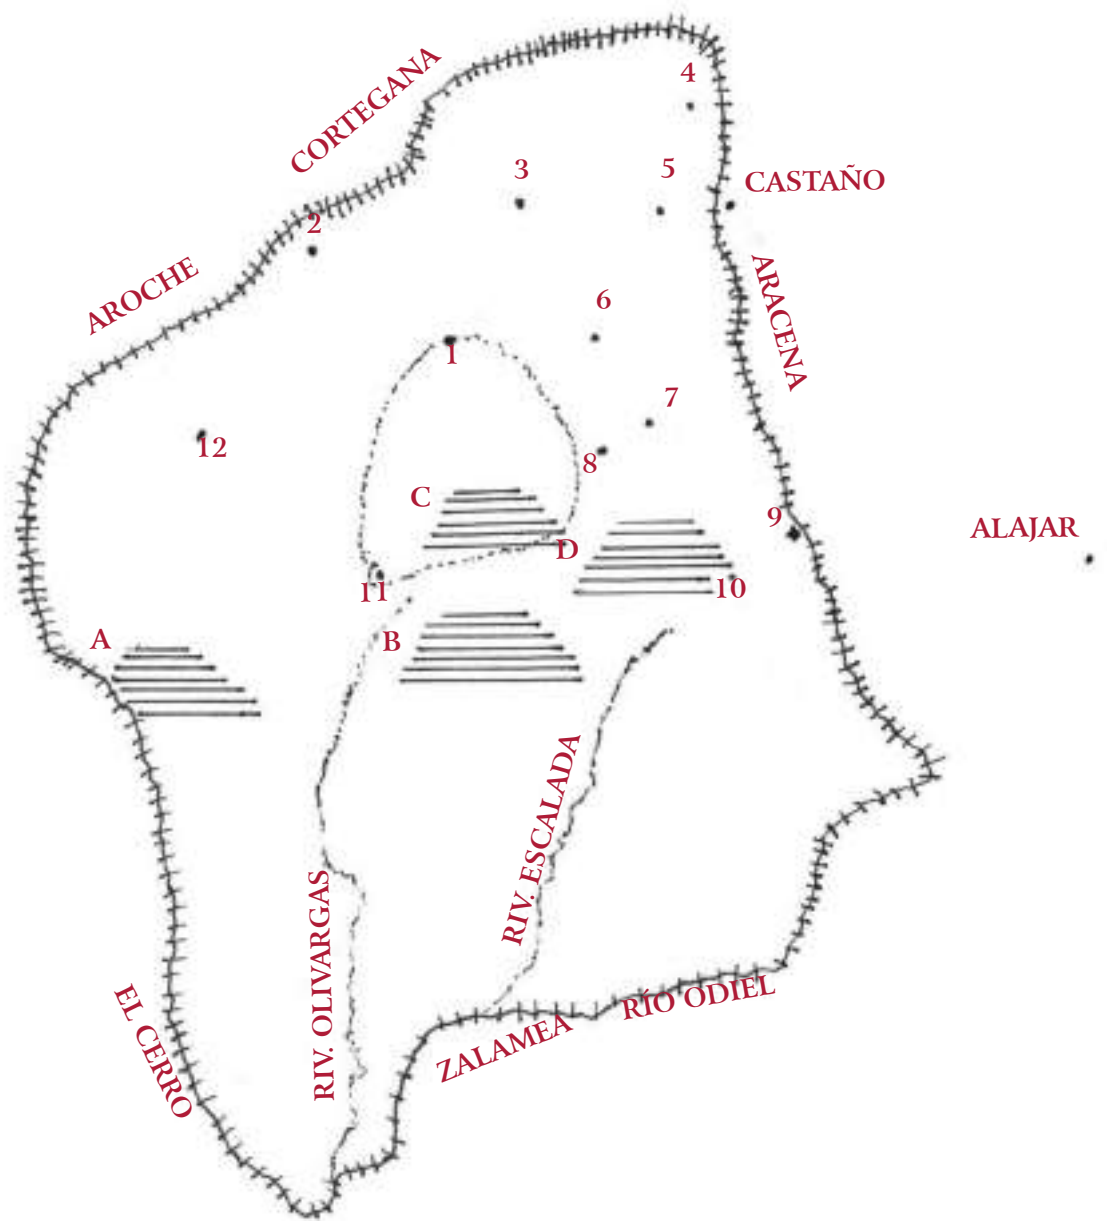 4
CORTEGANA
3
5
CASTAÑO
2
AROCHE
ARACENA
6
1
7
12
8
C
9
ALAJAR
D
11
10
A
B
RIV. ESCALADA
RIV. OLIVARGAS
EL CERRO
ZALAMEA
RÍO ODIEL